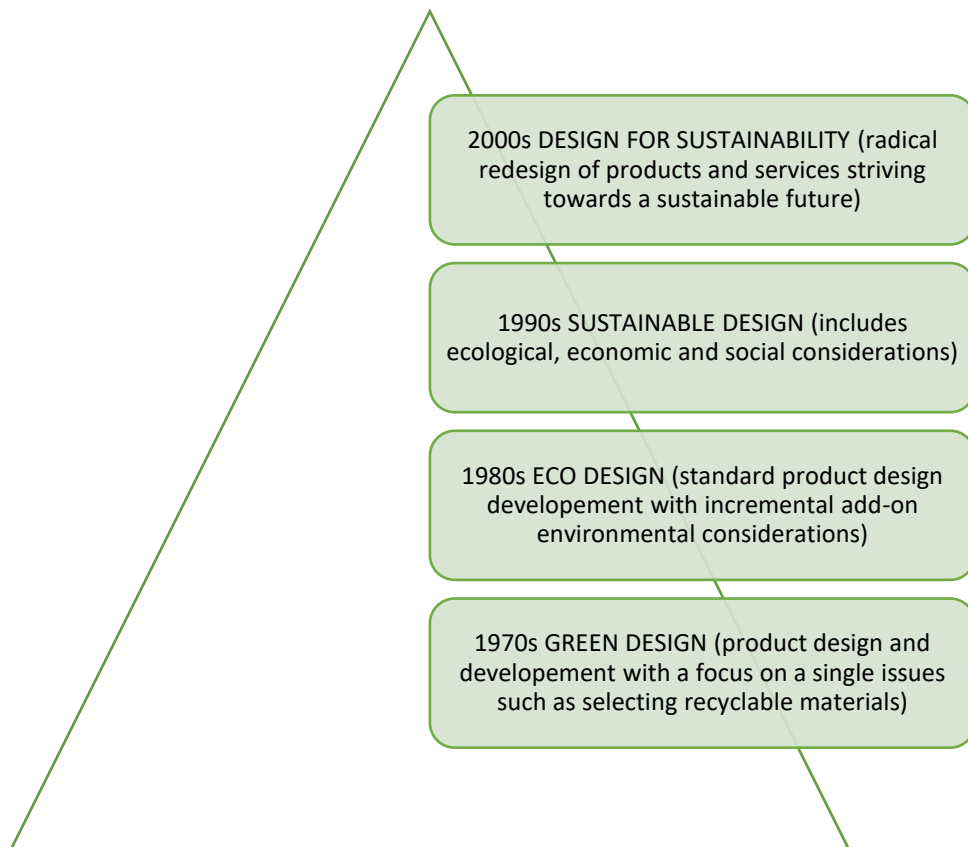 2000s DESIGN FOR SUSTAINABILITY (radical
redesign of products and services striving
towards a sustainable future)
1990s SUSTAINABLE DESIGN (includes
ecological, economic and social considerations)
1980s ECO DESIGN (standard product design
developement with incremental add-on
environmental considerations)
1970s GREEN DESIGN (product design and
developement with a focus on a single issues
such as selecting recyclable materials)